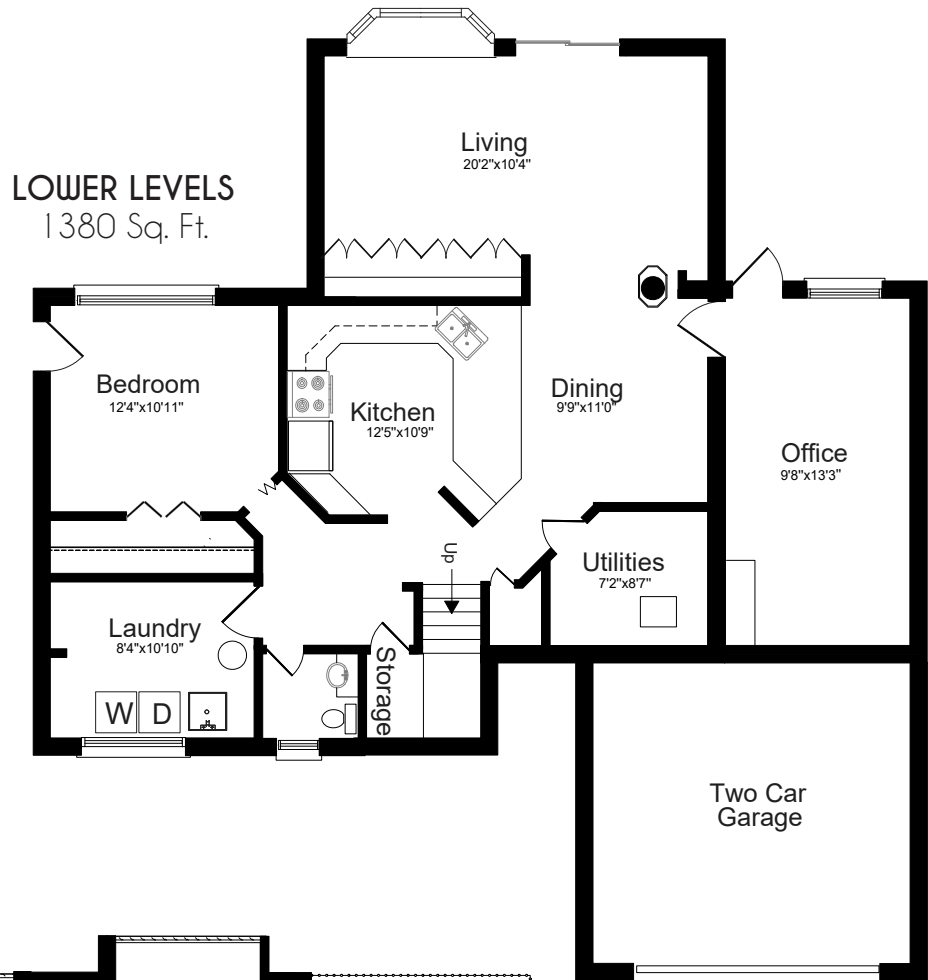 Living
20'2"x10'4"
LOWER LEVELS
1380 Sq. Ft.
Bedroom
12'4"x10'11"
Kitchen
12'5"x10'9"
Dining
9'9"x11'0"
Office
9'8"x13'3"
Up
Utilities
7'2"x8'7"
Laundry
8'4"x10'10"
Storage
W D
Two Car
Garage